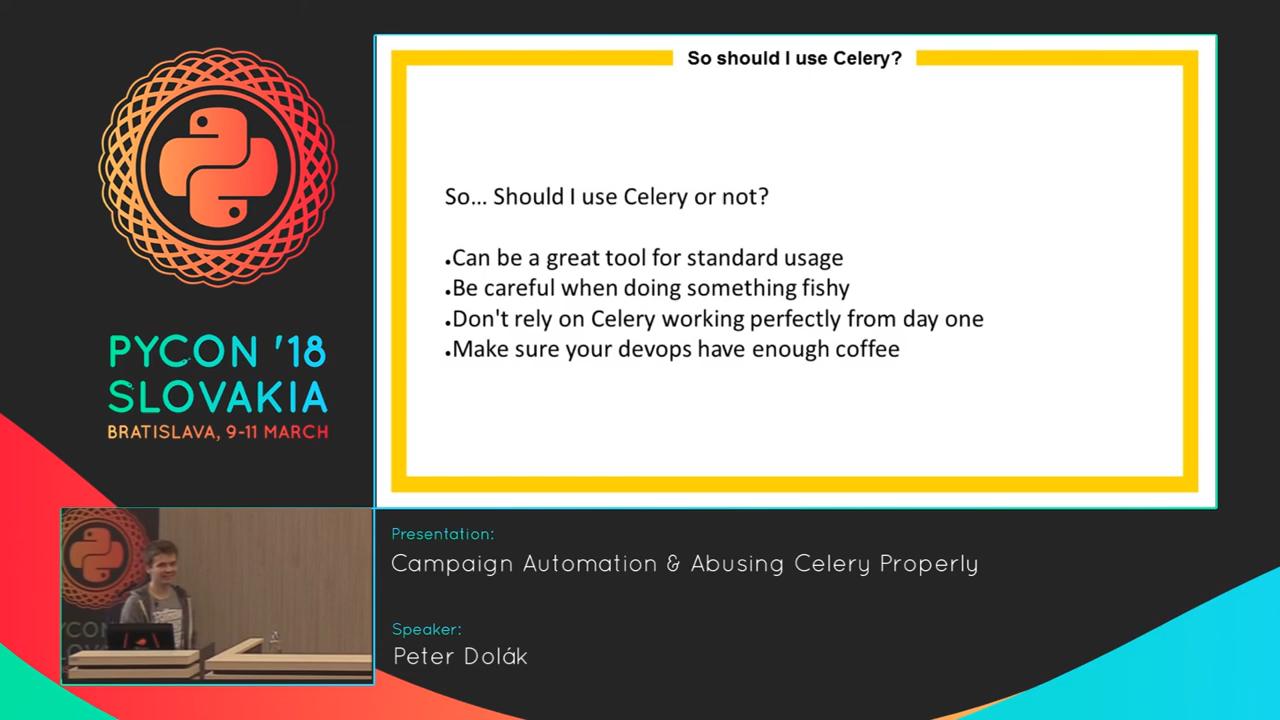 So should I use Celery?
So... Should I use Celery or not?
•Can be a great tool for standard usage
•Be careful when doing something fishy
•Don't rely on Celery working perfectly from day one
•Make sure your devops have enough coffee
PYCON '18
SLOVAKIA
BRATISLAVA, 9-11 MARCH
Presentation:
Campaign Automation & Abusing Celery Properly
Speaker:
Peter Dolák